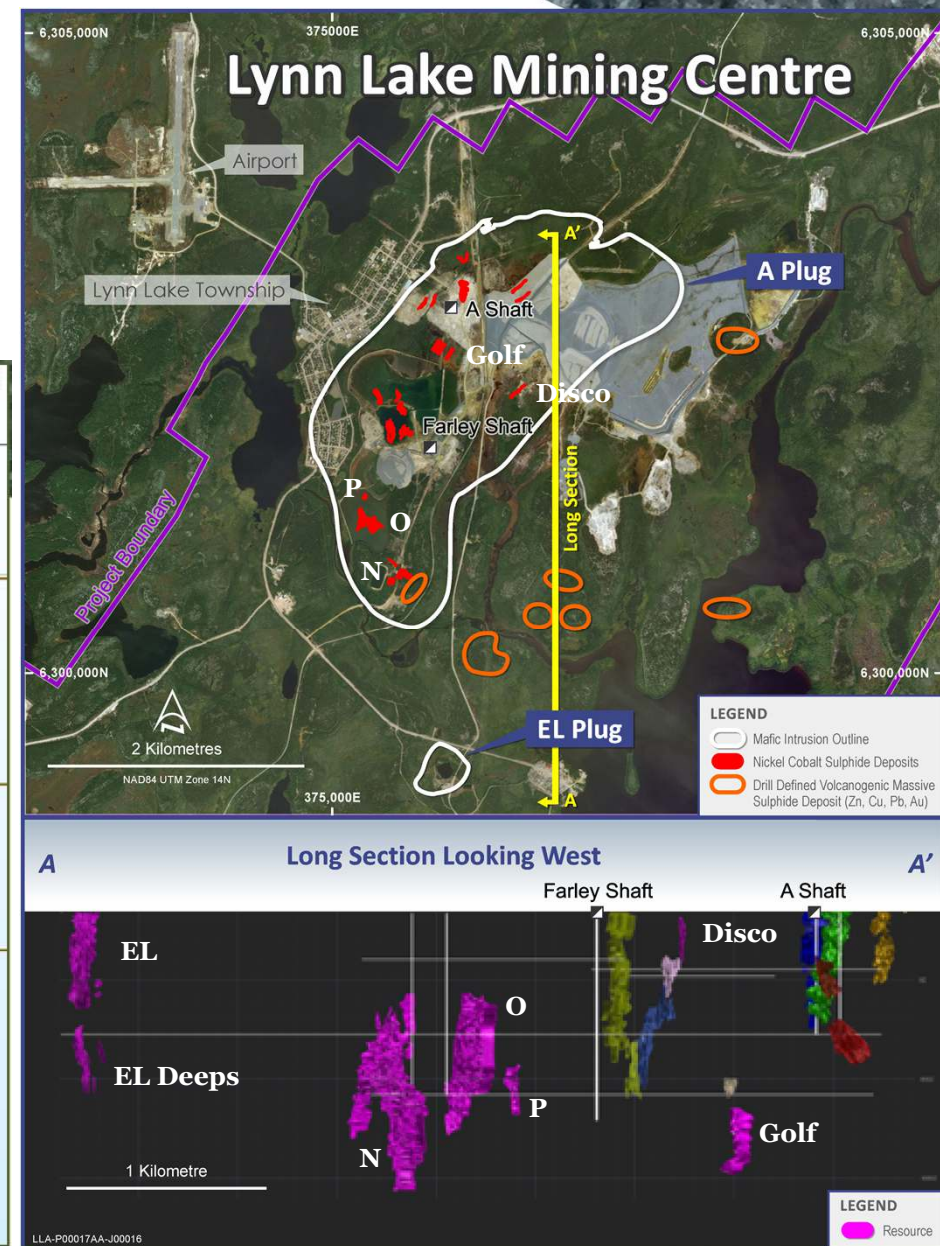 6,305,000N
375000E
6,305,000N
Lynn Lake Mining Centre
Airport
A'
A Plug
Lynn Lake Township
A Shaft
Golf
Disco
Farley Shaft
P
O
Long Section
N
Project Boundary
6,300,000N
6,300,000N
2 Kilometres
NAD84 UTM Zone 14N
EL Plug
375,000E
A
LEGEND
Mafic Intrusion Outline
Nickel Cobalt Sulphide Deposits
Drill Defined Volcanogenic Massive
Sulphide Deposit (Zn, Cu, Pb, Au)
A
Long Section Looking West
A'
Farley Shaft
A Shaft
EL
Disco
O
EL Deeps
P
N
Golf
1 Kilometre
LEGEND
Resource
LLA-P00017AA-J00016